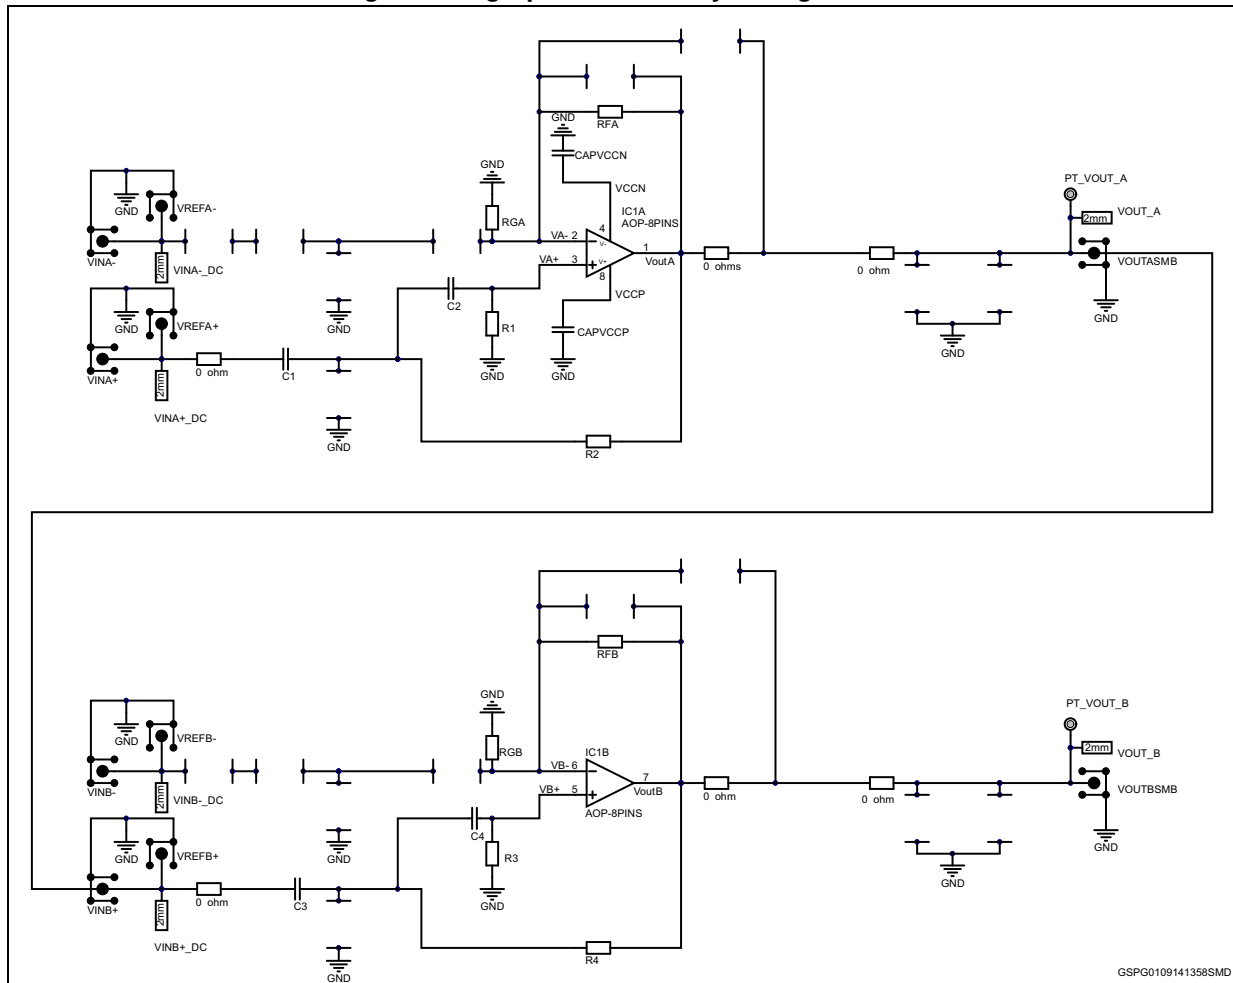 GND
RFA
GND
CAPVCCN
GND
VCCN
PT_VOUT_A
VREFA-
GND
RGA
IC1A
AOP-8PINS
2mm
VOUT_A
4
VA- 2
V-
1
VINA-
2mm
VINA-_DC
VA+
3
V+
8
VoutA
0 ohms
0 ohm
VOUTASMB
C2
VCCP
GND
VREFA+
GND
R1
CAPVCCP
GND
GND
VINA+
2mm
0 ohm
C1
GND
GND
VINA+_DC
GND
R2
RFB
GND
PT_VOUT_B
VREFB-
GND
RGB
IC1B
2mm
VOUT_B
VB- 6
7
VINB-
2mm
VINB-_DC
VB+
5
VoutB
0 ohm
0 ohm
VOUTBSMB
AOP-8PINS
C4
GND
VREFB+
GND
R3
GND
GND
VINB+
2mm
0 ohm
C3
GND
GND
VINB+_DC
R4
GND
GSPG0109141358SMD